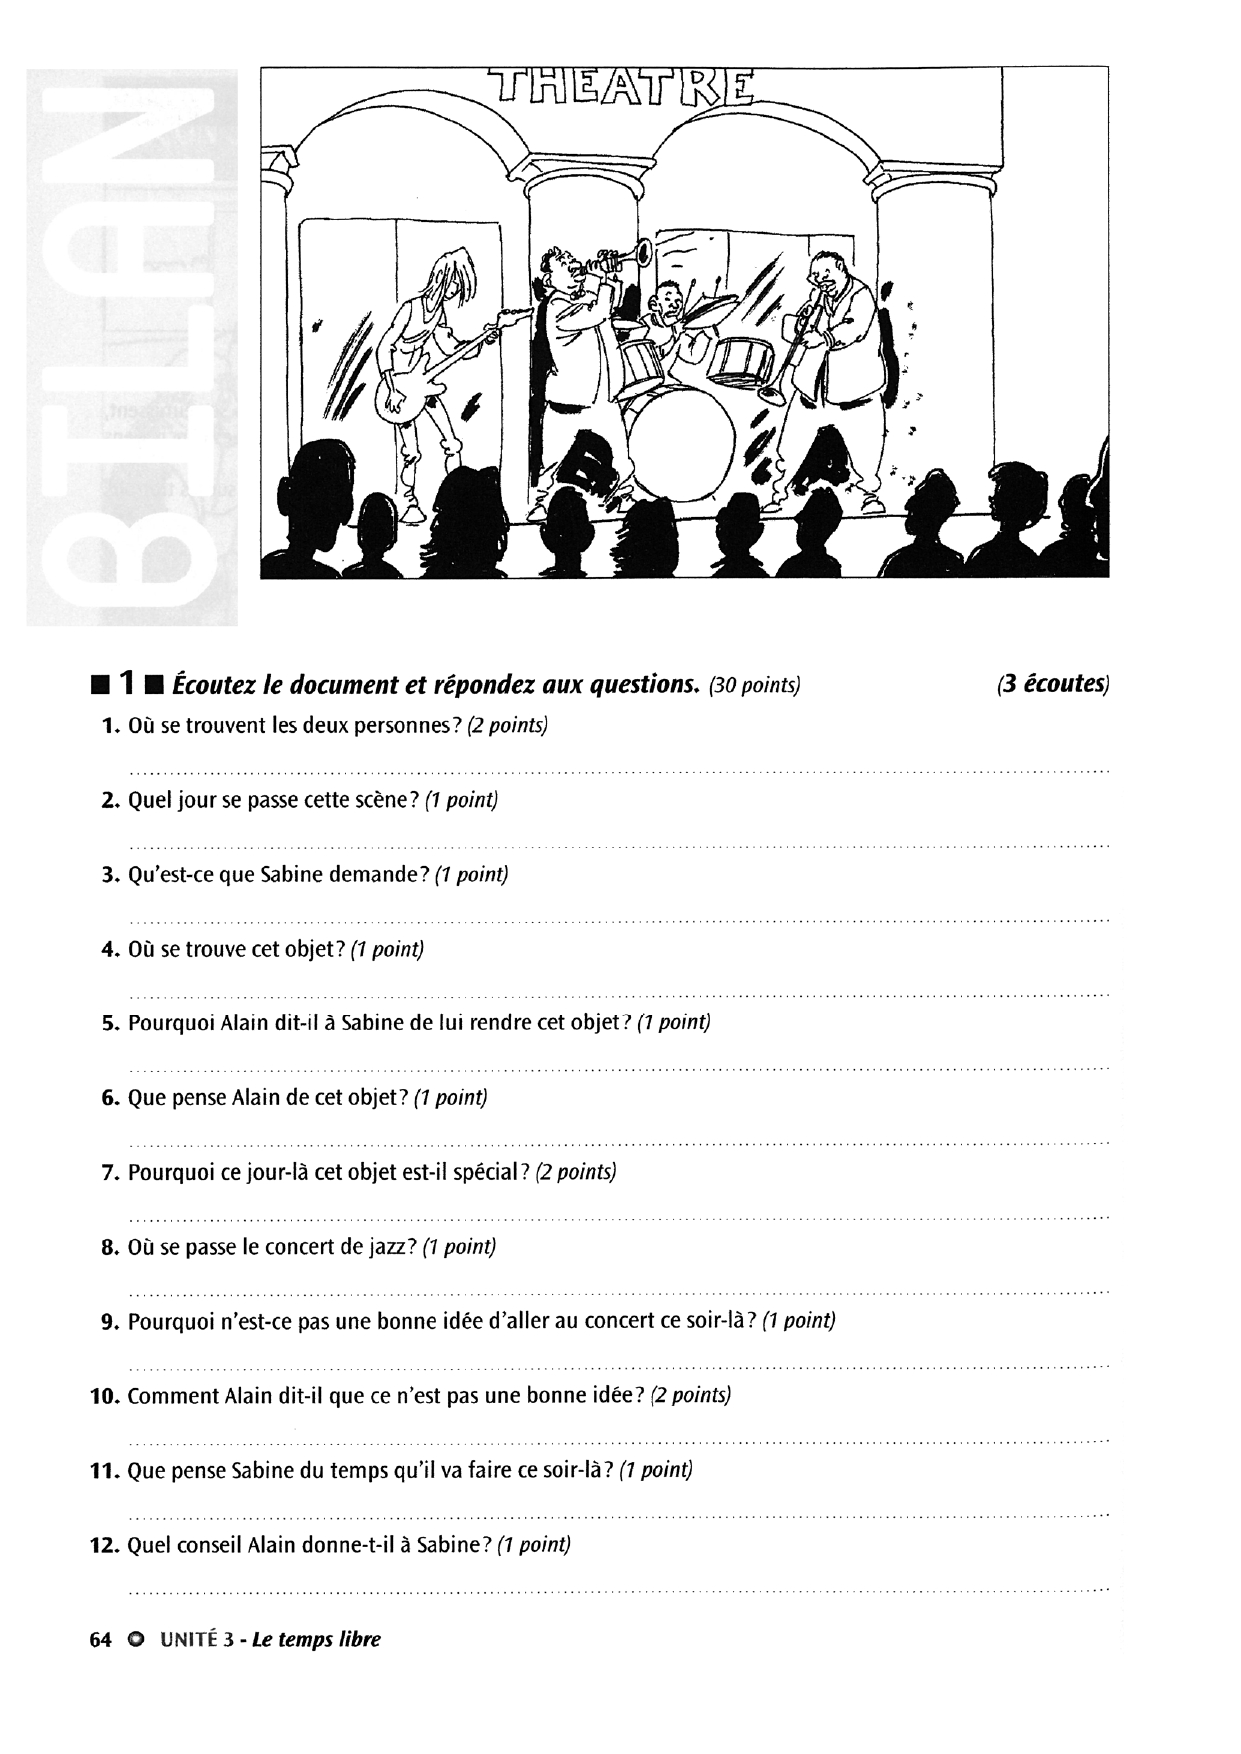 BILAN
THEATRE
■ 1 ■ Écoutez le document et répondez aux questions. (30 points) (3 écoutes)
1. Où se trouvent les deux personnes? (2 points)
2. Quel jour se passe cette scène? (1 point)
3. Qu'est-ce que Sabine demande? (1 point)
4. Où se trouve cet objet? (1 point)
5. Pourquoi Alain dit-il à Sabine de lui rendre cet objet? (1 point)
6. Que pense Alain de cet objet? (1 point)
7. Pourquoi ce jour-là cet objet est-il spécial? (2 points)
8. Où se passe le concert de jazz? (1 point)
9. Pourquoi n'est-ce pas une bonne idée d'aller au concert ce soir-là? (1 point)
10. Comment Alain dit-il que ce n'est pas une bonne idée? (2 points)
11. Que pense Sabine du temps qu'il va faire ce soir-là? (1 point)
12. Quel conseil Alain donne-t-il à Sabine? (1 point)
64 UNITÉ 3 - Le temps libre